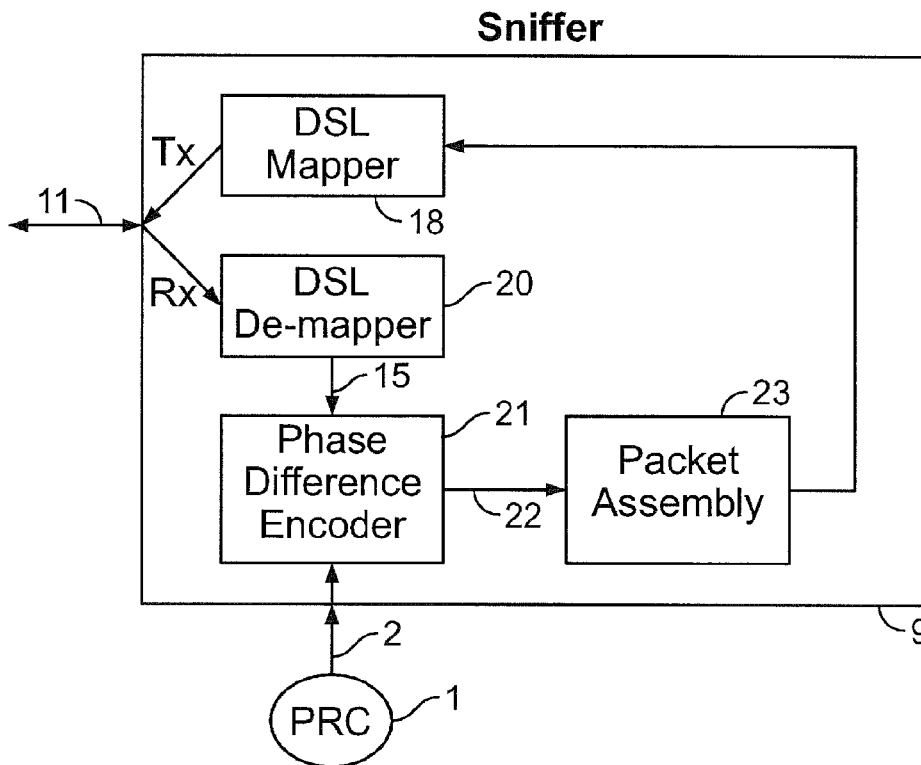 Sniffer
DSL
Mapper
18
Tx
11
Rx
DSL
De-mapper
20
15
Phase
Difference
Encoder
21
22
Packet
Assembly
23
9
2
PRC
1